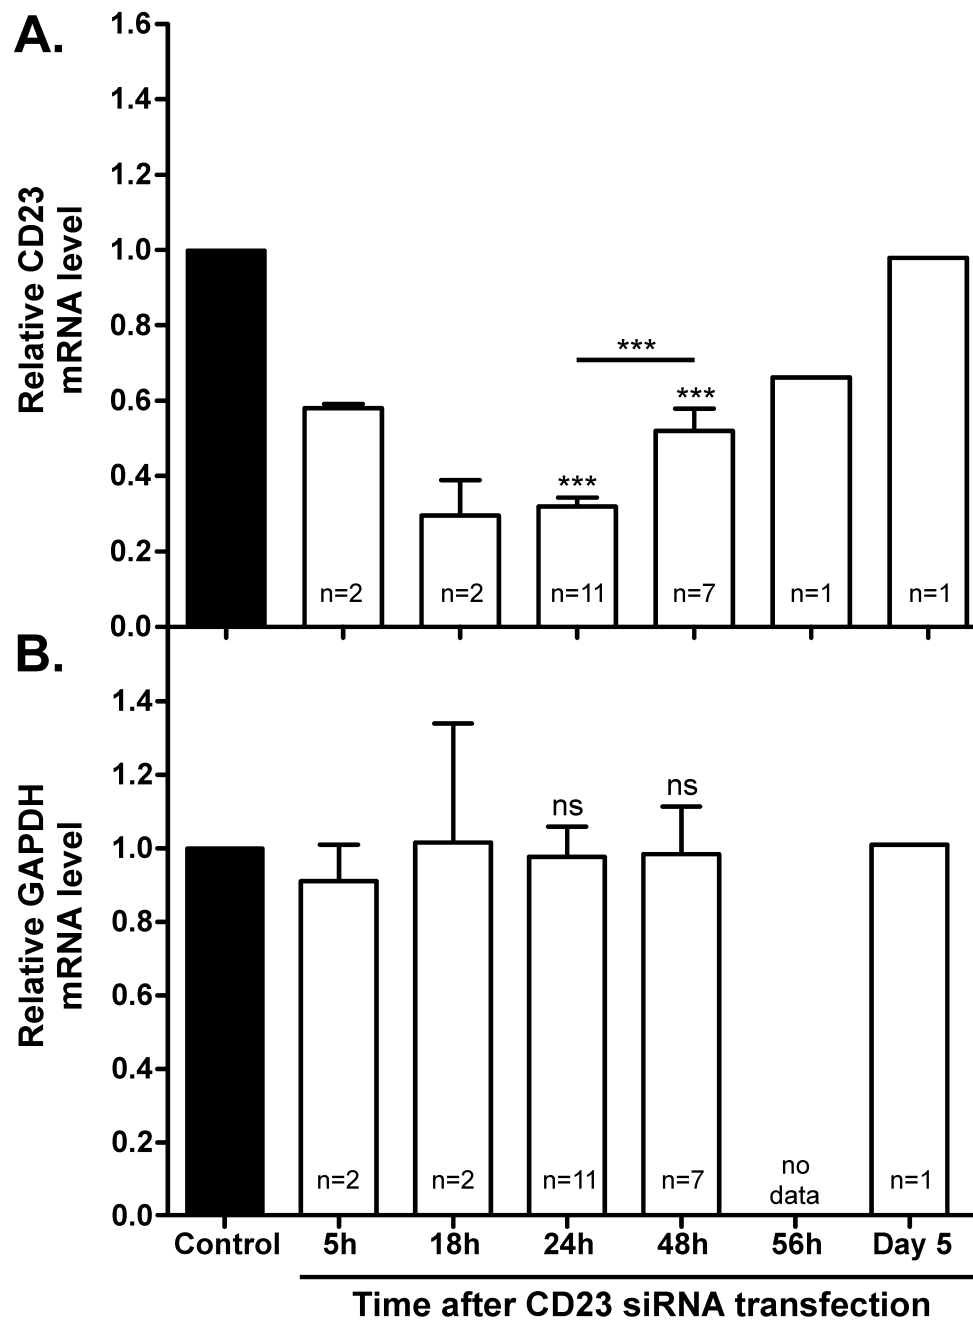 A.
Relative CD23
mRNA level
1.6
1.4
1.2
1.0
0.8
0.6
0.4
0.2
0.0
***
***
***
n=2
n=2
n=11
n=7
n=1
n=1
B.
Relative GAPDH
mRNA level
1.4
1.2
1.0
0.8
0.6
0.4
0.2
0.0
ns
ns
n=2
n=2
n=11
n=7
no
data
n=1
Control
5h
18h
24h
48h
56h
Day 5
Time after CD23 siRNA transfection